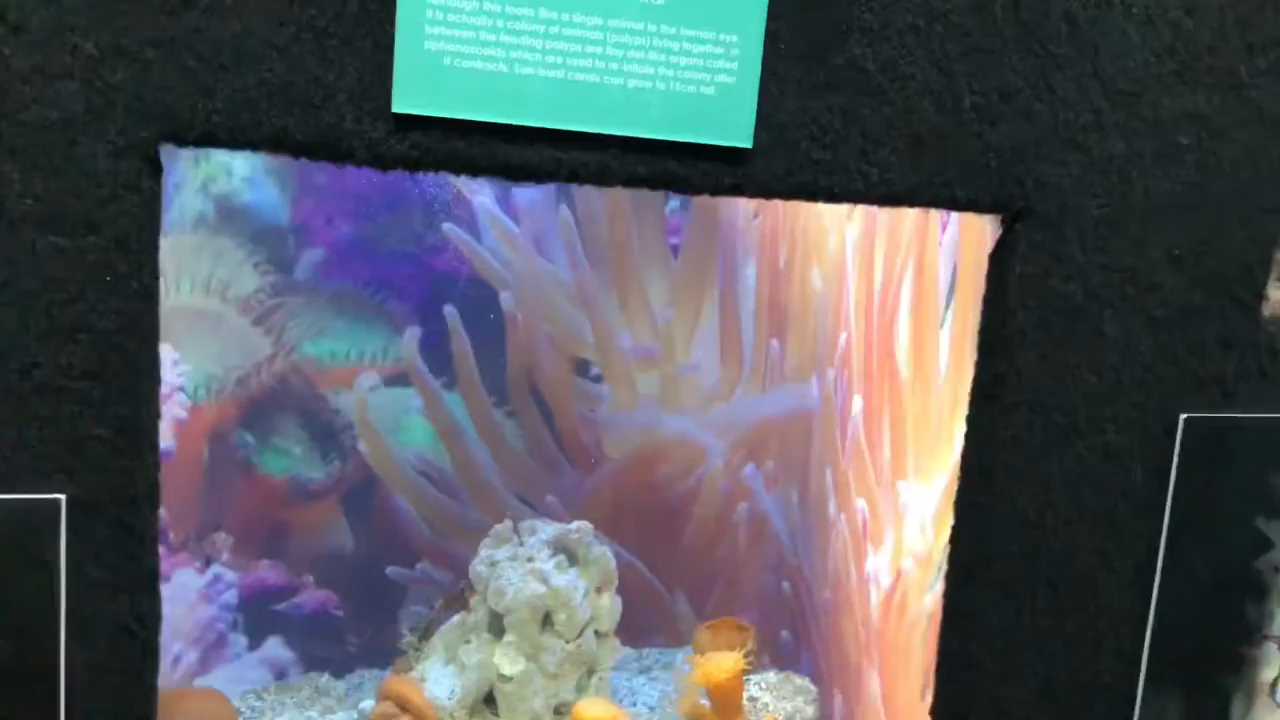 Although this looks like a single animal to the human eye,
it is actually a colony of animals (polyps) living together. In
between the feeding polyps are tiny dot-like organs called
siphonozooids which are used to re-inflate the colony after
it contracts. Sun-burst corals can grow to 15cm tall.